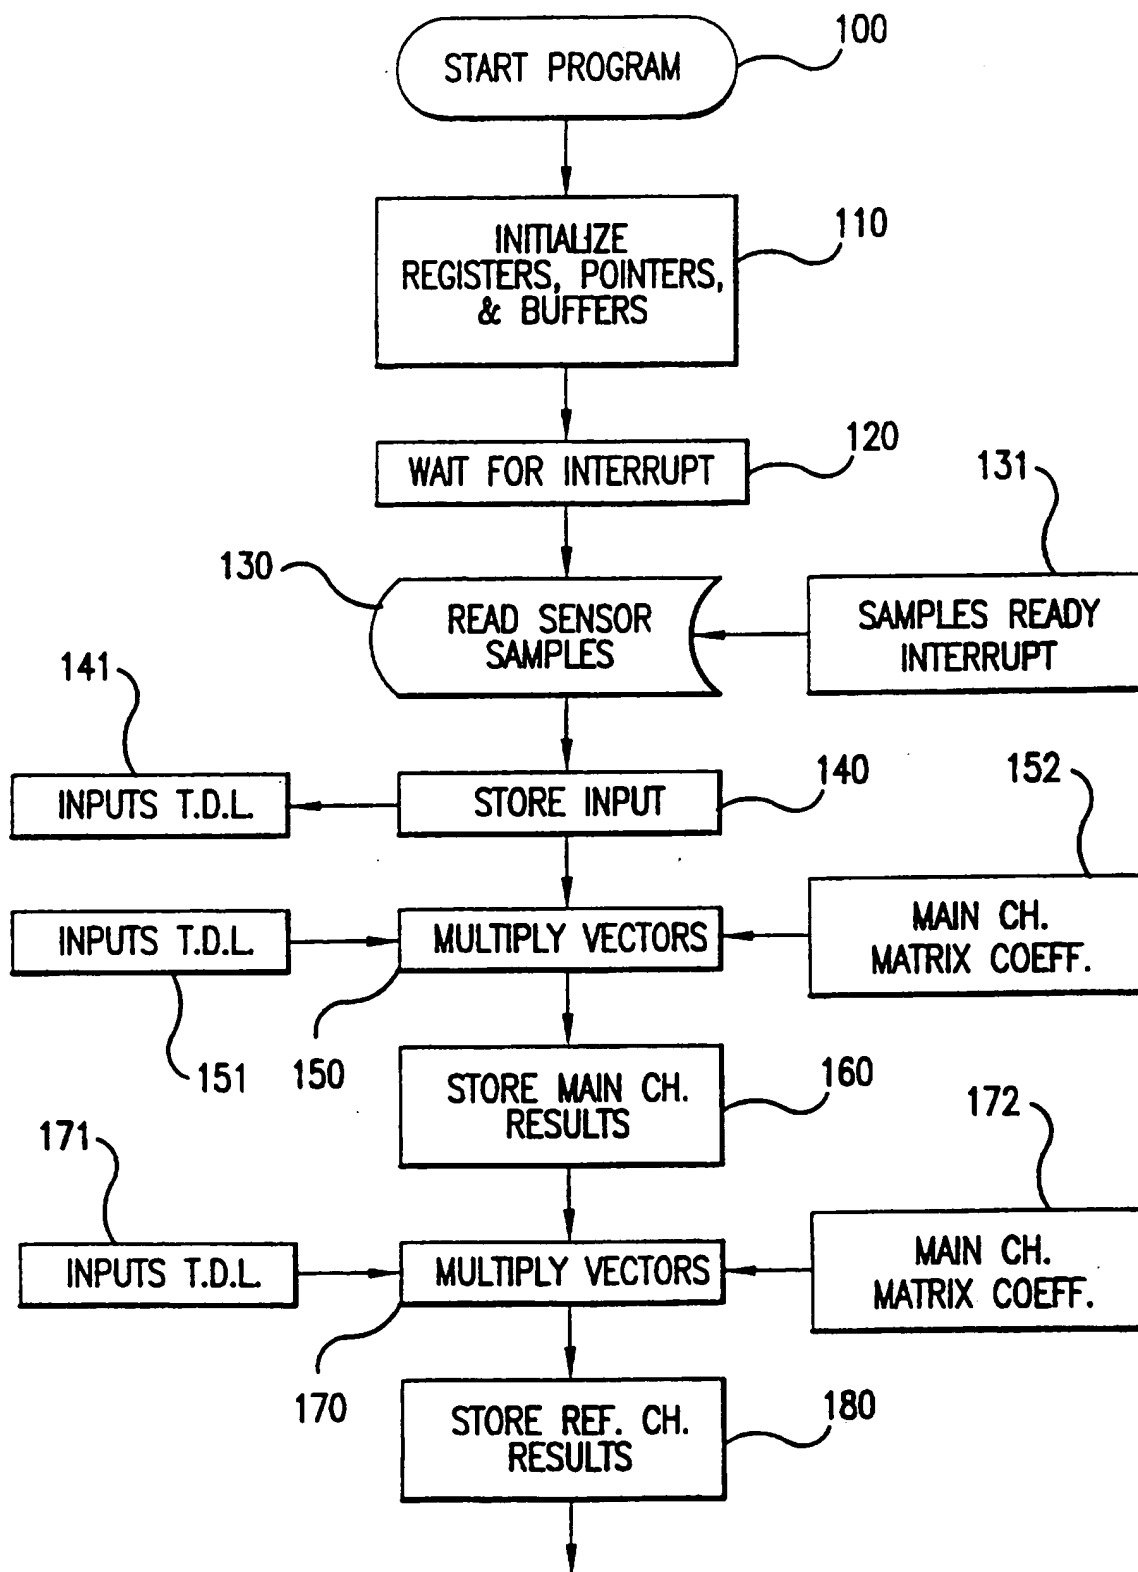 START PROGRAM
100
INITIALIZE
REGISTERS, POINTERS,
& BUFFERS
110
WAIT FOR INTERRUPT
120
130
READ SENSOR
SAMPLES
131
SAMPLES READY
INTERRUPT
141
INPUTS T.D.L.
STORE INPUT
140
152
INPUTS T.D.L.
MULTIPLY VECTORS
MAIN CH.
MATRIX COEFF.
151
150
STORE MAIN CH.
RESULTS
160
171
172
INPUTS T.D.L.
MULTIPLY VECTORS
MAIN CH.
MATRIX COEFF.
170
STORE REF. CH.
RESULTS
180